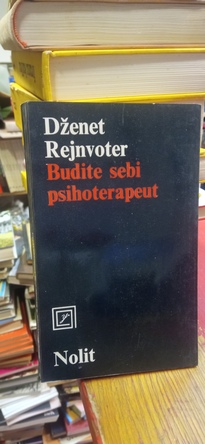 Dženet
Rejnvoter
Budite sebi
psihoterapeut
Nolit